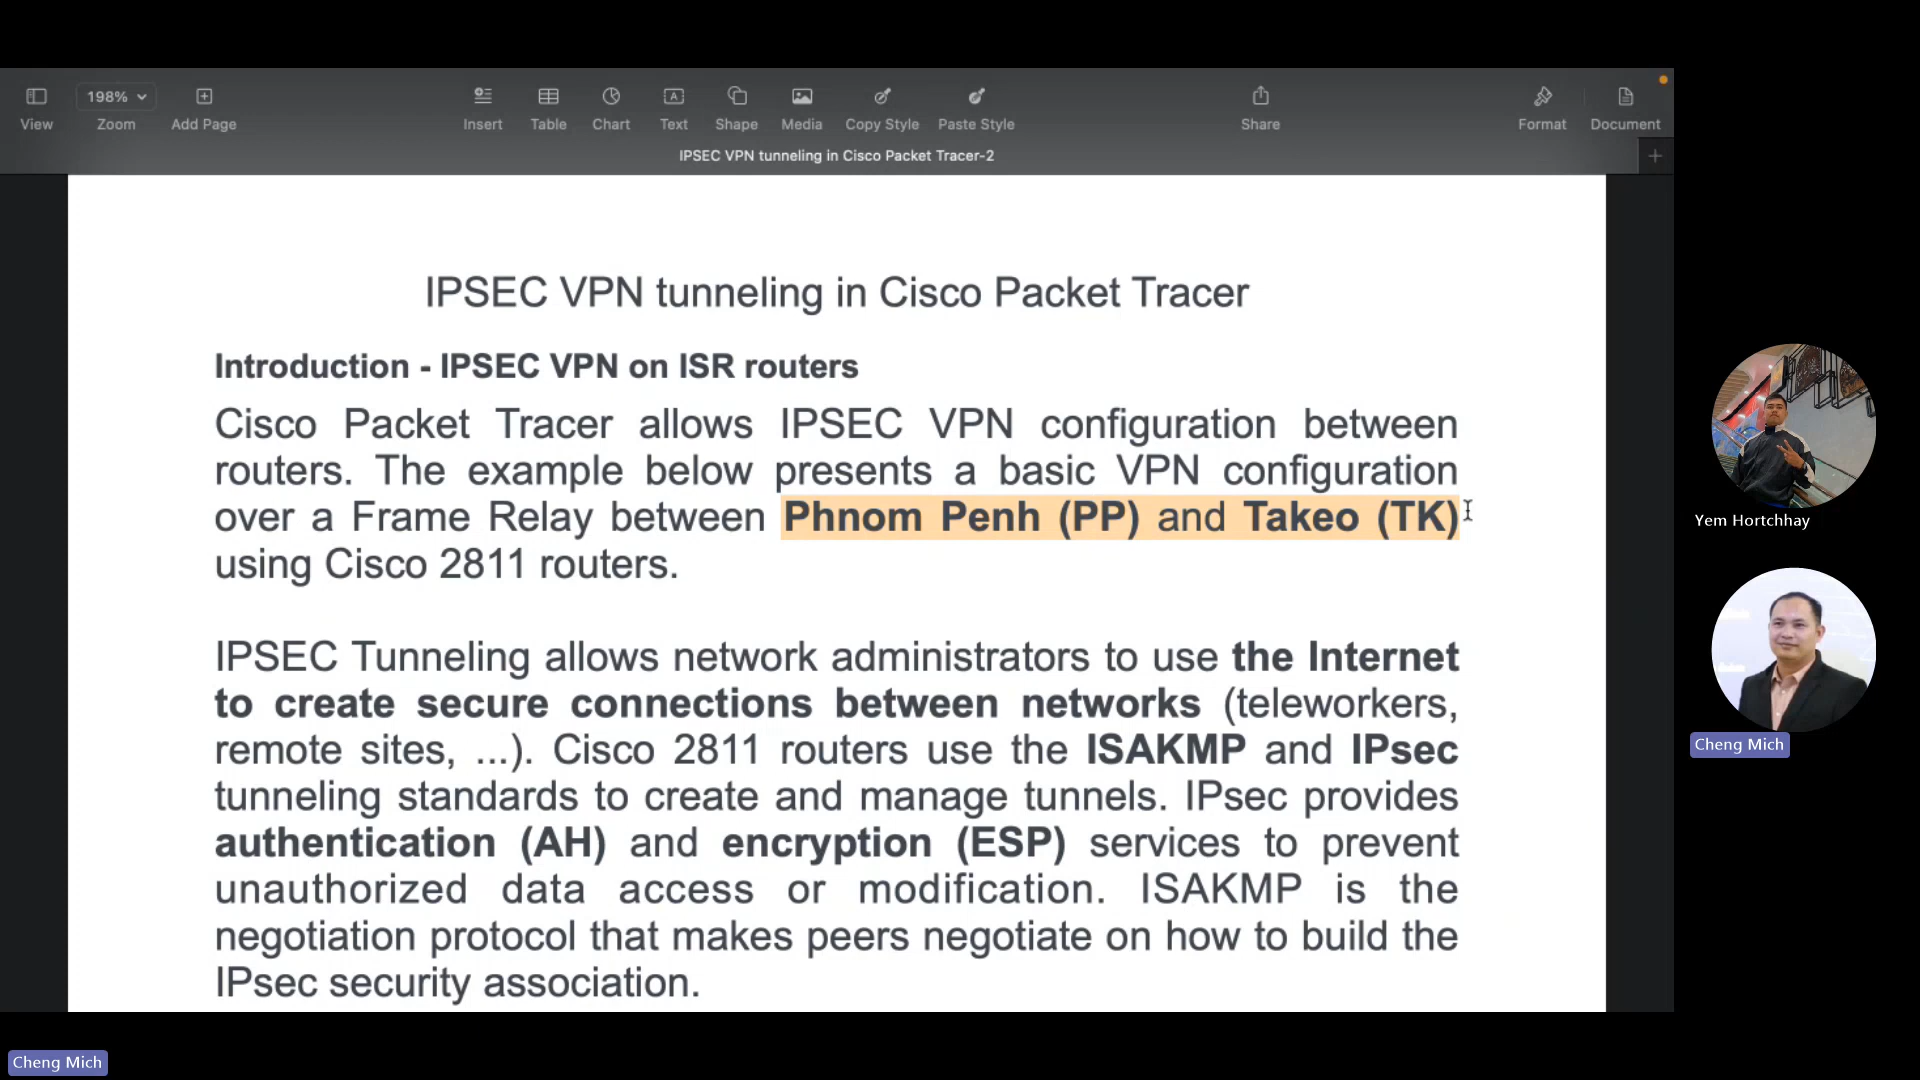 198%
View
Zoom
Add Page
Insert
Table
Chart
Text
Shape
Media
Copy Style
Paste Style
Share
Format
Document
IPSEC VPN tunneling in Cisco Packet Tracer-2
IPSEC VPN tunneling in Cisco Packet Tracer
Introduction - IPSEC VPN on ISR routers
Cisco Packet Tracer allows IPSEC VPN configuration between
routers. The example below presents a basic VPN configuration
over a Frame Relay between Phnom Penh (PP) and Takeo (TK)
using Cisco 2811 routers.
IPSEC Tunneling allows network administrators to use the Internet
to create secure connections between networks (teleworkers,
remote sites, ...). Cisco 2811 routers use the ISAKMP and IPsec
tunneling standards to create and manage tunnels. IPsec provides
authentication (AH) and encryption (ESP) services to prevent
unauthorized data access or modification. ISAKMP is the
negotiation protocol that makes peers negotiate on how to build the
IPsec security association.
Yem Hortchhay
Cheng Mich
Cheng Mich